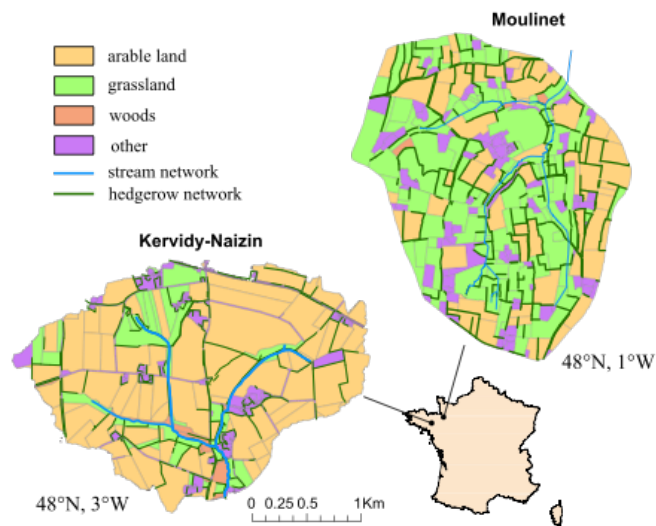 Moulinet
arable land
grassland
woods
other
stream network
hedgerow network
Kervidy-Naizin
48°N, 1°W
48°N, 3°W
0 0.25 0.5 1Km